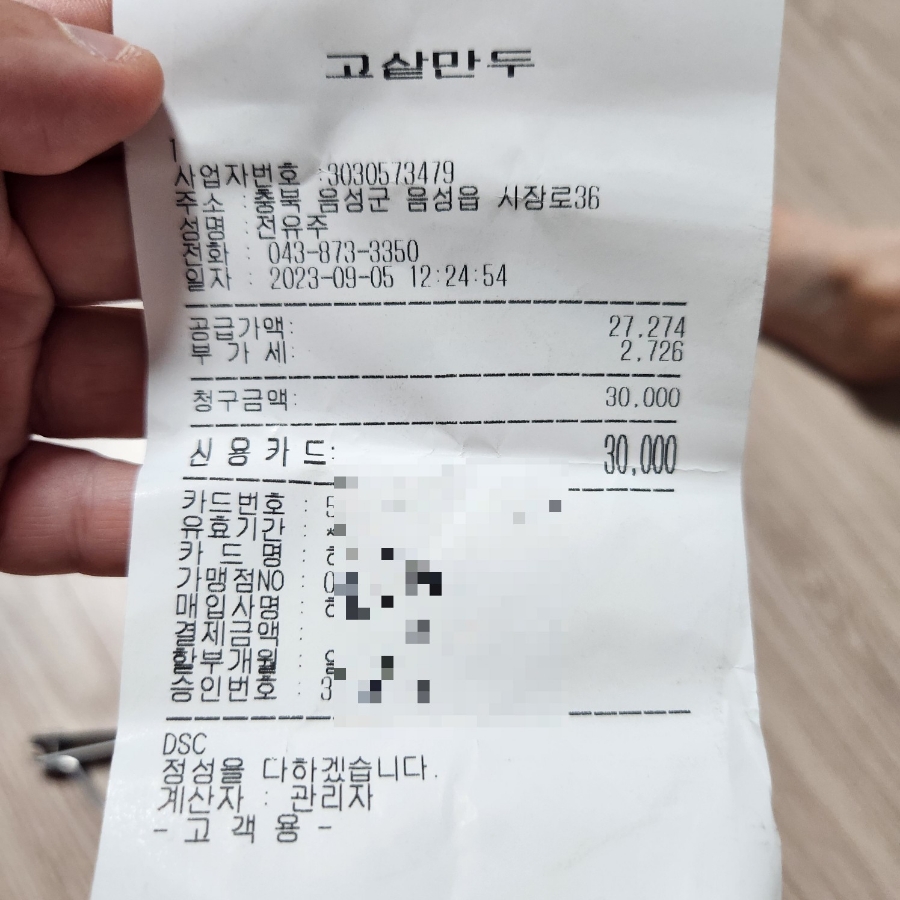 고살만두
1
사업자번호 :3030573479
주소 : 충북 음성군 음성읍 시장로36
성명 : 전유주
전화 : 043-873-3350
일자 : 2023-09-05 12:24:54
공급가액: 27,274
부 가 세: 2,726
청구금액: 30,000
신 용 카 드: 30,000
카드번호 : 5
유효기간 : *
카 드 명 :
가맹점NO : 0
매입사명 :
결제금액 :
할부개월 :
승인번호 : 3
DSC
정성을 다하겠습니다.
계산자 : 관리자
- 고 객 용 -